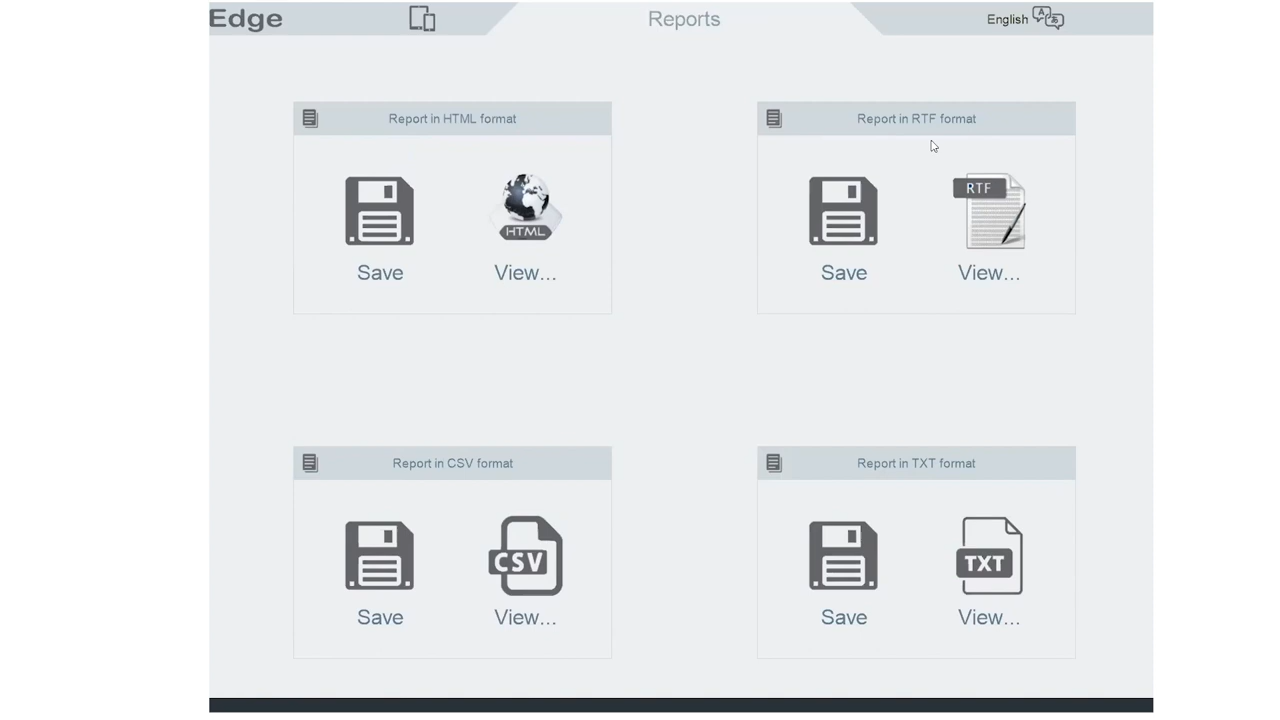 Edge
Reports
English
Report in HTML format
Report in RTF format
HTML
RTF
Save
View...
Save
View...
Report in CSV format
Report in TXT format
CSV
TXT
Save
View...
Save
View...